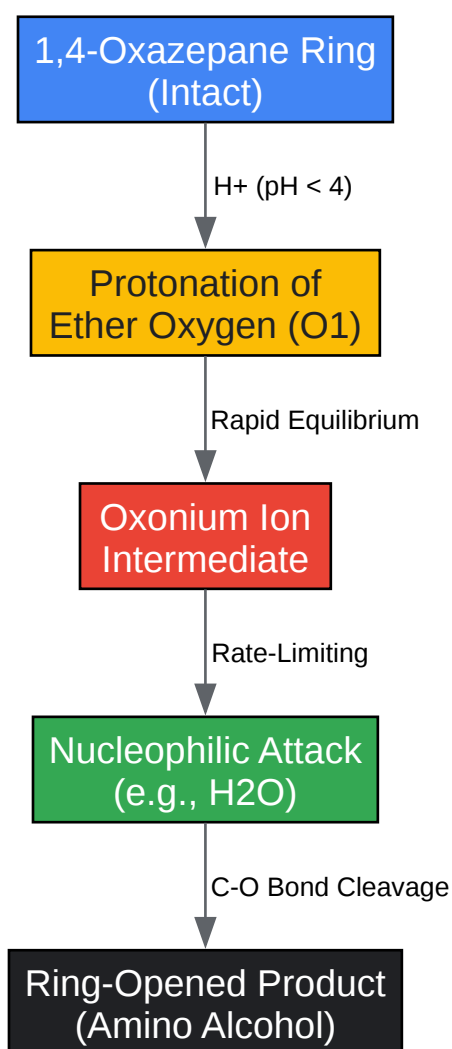 1,4-Oxazepane Ring
(Intact)
H+ (pH < 4)
Protonation of
Ether Oxygen (O1)
Rapid Equilibrium
Oxonium Ion
Intermediate
Rate-Limiting
Nucleophilic Attack
(e.g., H2O)
C-O Bond Cleavage
Ring-Opened Product
(Amino Alcohol)